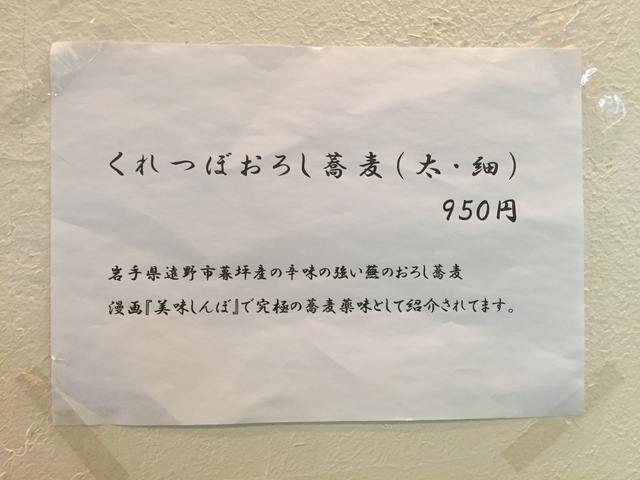 くれつぼおろし蕎麦(太・細)
950円
岩手県遠野市暮坪産の辛味の強い蕪のおろし蕎麦
漫画『美味しんぼ』で究極の蕎麦薬味として紹介されてます。